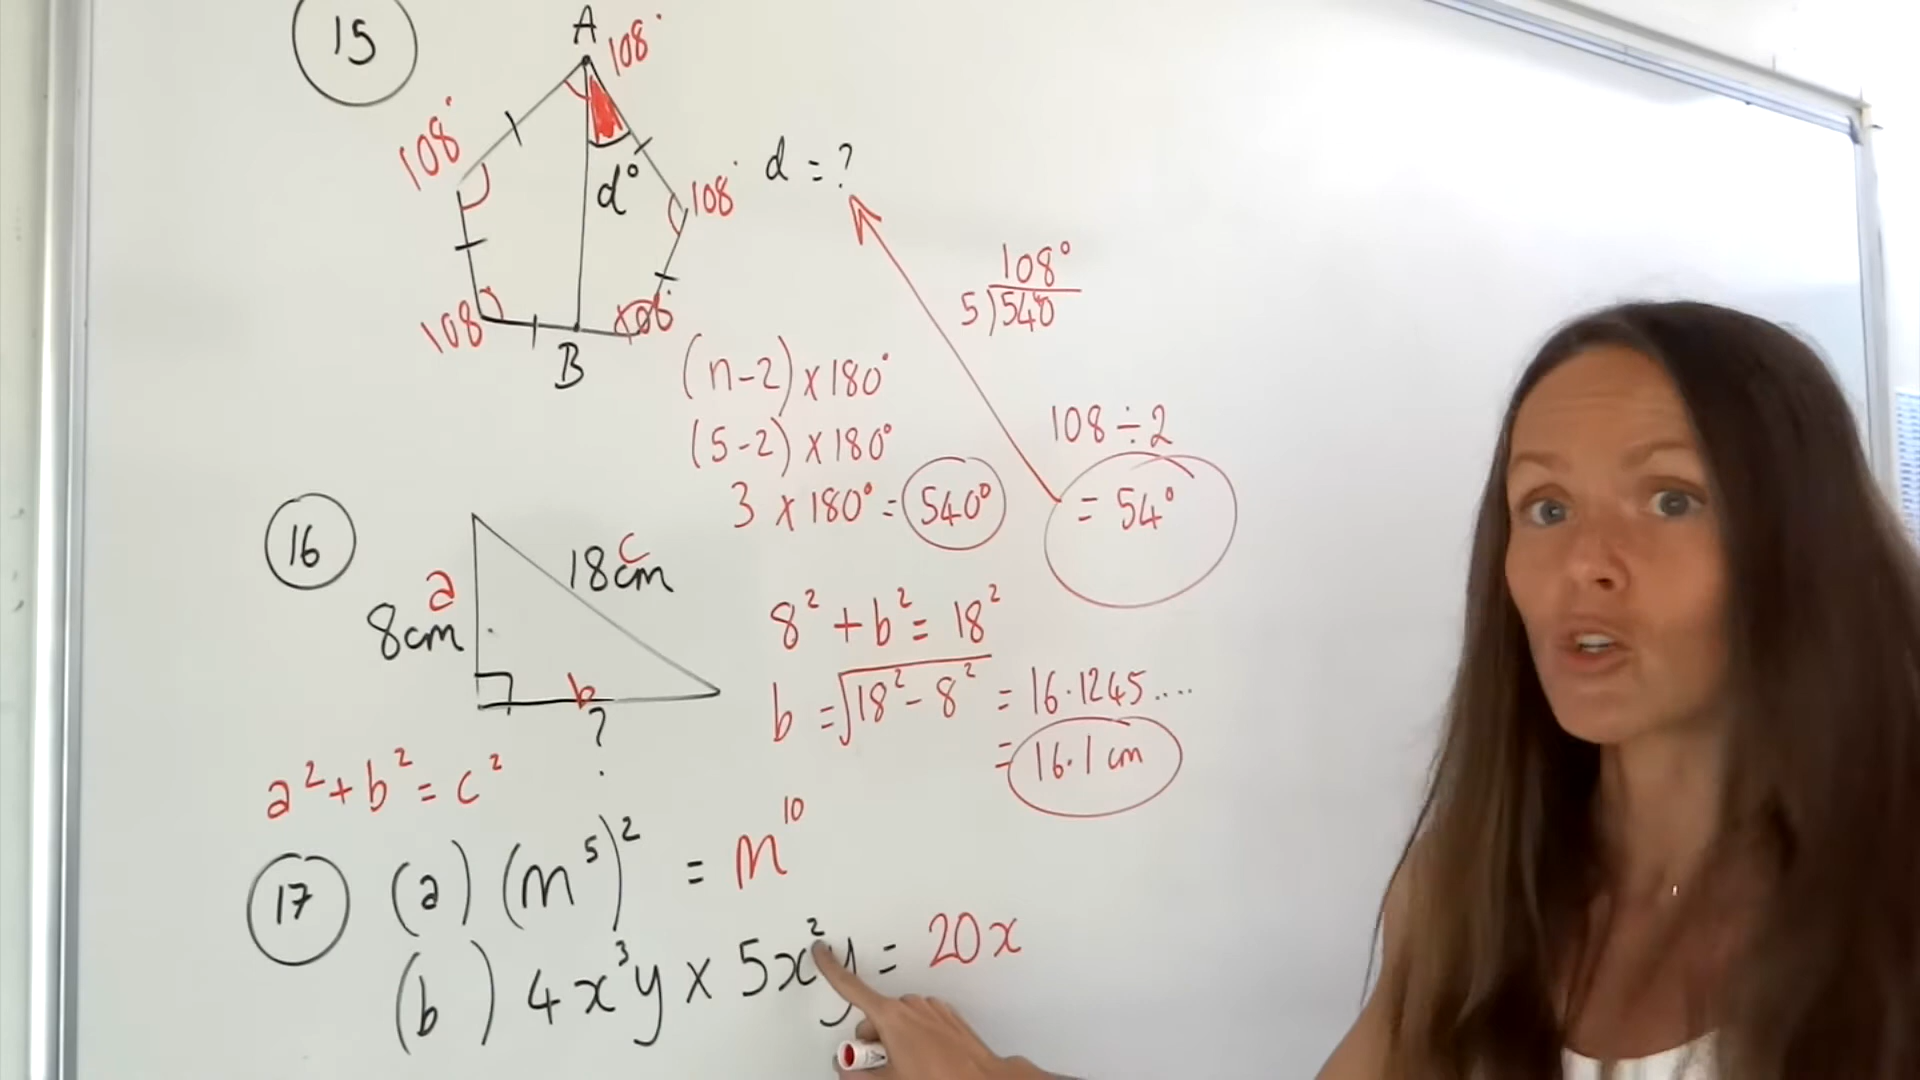 15
A
108°
108°
d°
108°
108°
108°
B
d = ?
108°
5)540
(n-2) x 180°
(5-2) x 180°
3 x 180° = 540°
108 ÷ 2
= 54°
16
a
8cm
c
18cm
b
?
a² + b² = c²
8² + b² = 18²
b = √18² - 8² = 16.1245....
= 16.1 cm
17
(a) (m⁵)² = m¹⁰
(b) 4x³y x 5x²y = 20x